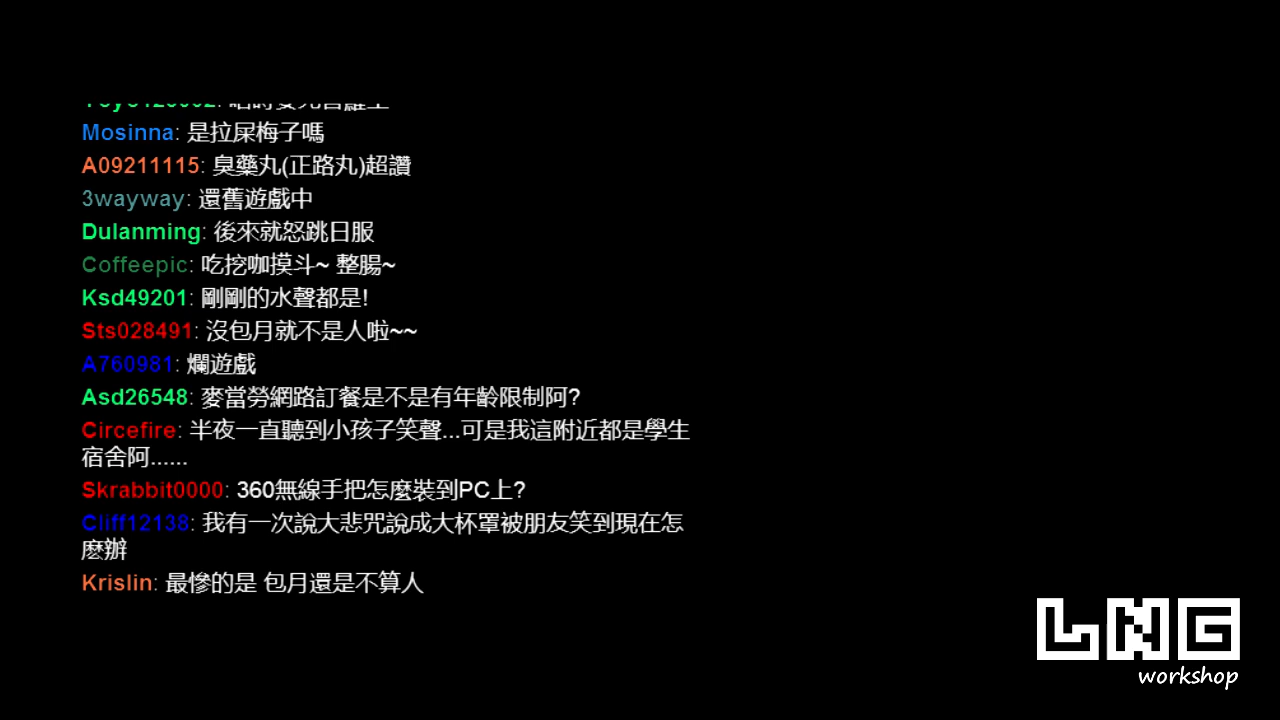 Mosinna: 是拉屎梅子嗎
A09211115: 臭藥丸(正路丸)超讚
3wayway: 還舊遊戲中
Dulanming: 後來就怒跳日服
Coffeepic: 吃挖咖摸斗~ 整腸~
Ksd49201: 剛剛的水聲都是!
Sts028491: 沒包月就不是人啦~~
A760981: 爛遊戲
Asd26548: 麥當勞網路訂餐是不是有年齡限制阿?
Circefire: 半夜一直聽到小孩子笑聲...可是我這附近都是學生
宿舍阿......
Skrabbit0000: 360無線手把怎麼裝到PC上?
Cliff12138: 我有一次說大悲咒說成大杯罩被朋友笑到現在怎
麼辦
Krislin: 最慘的是 包月還是不算人
LNG
workshop